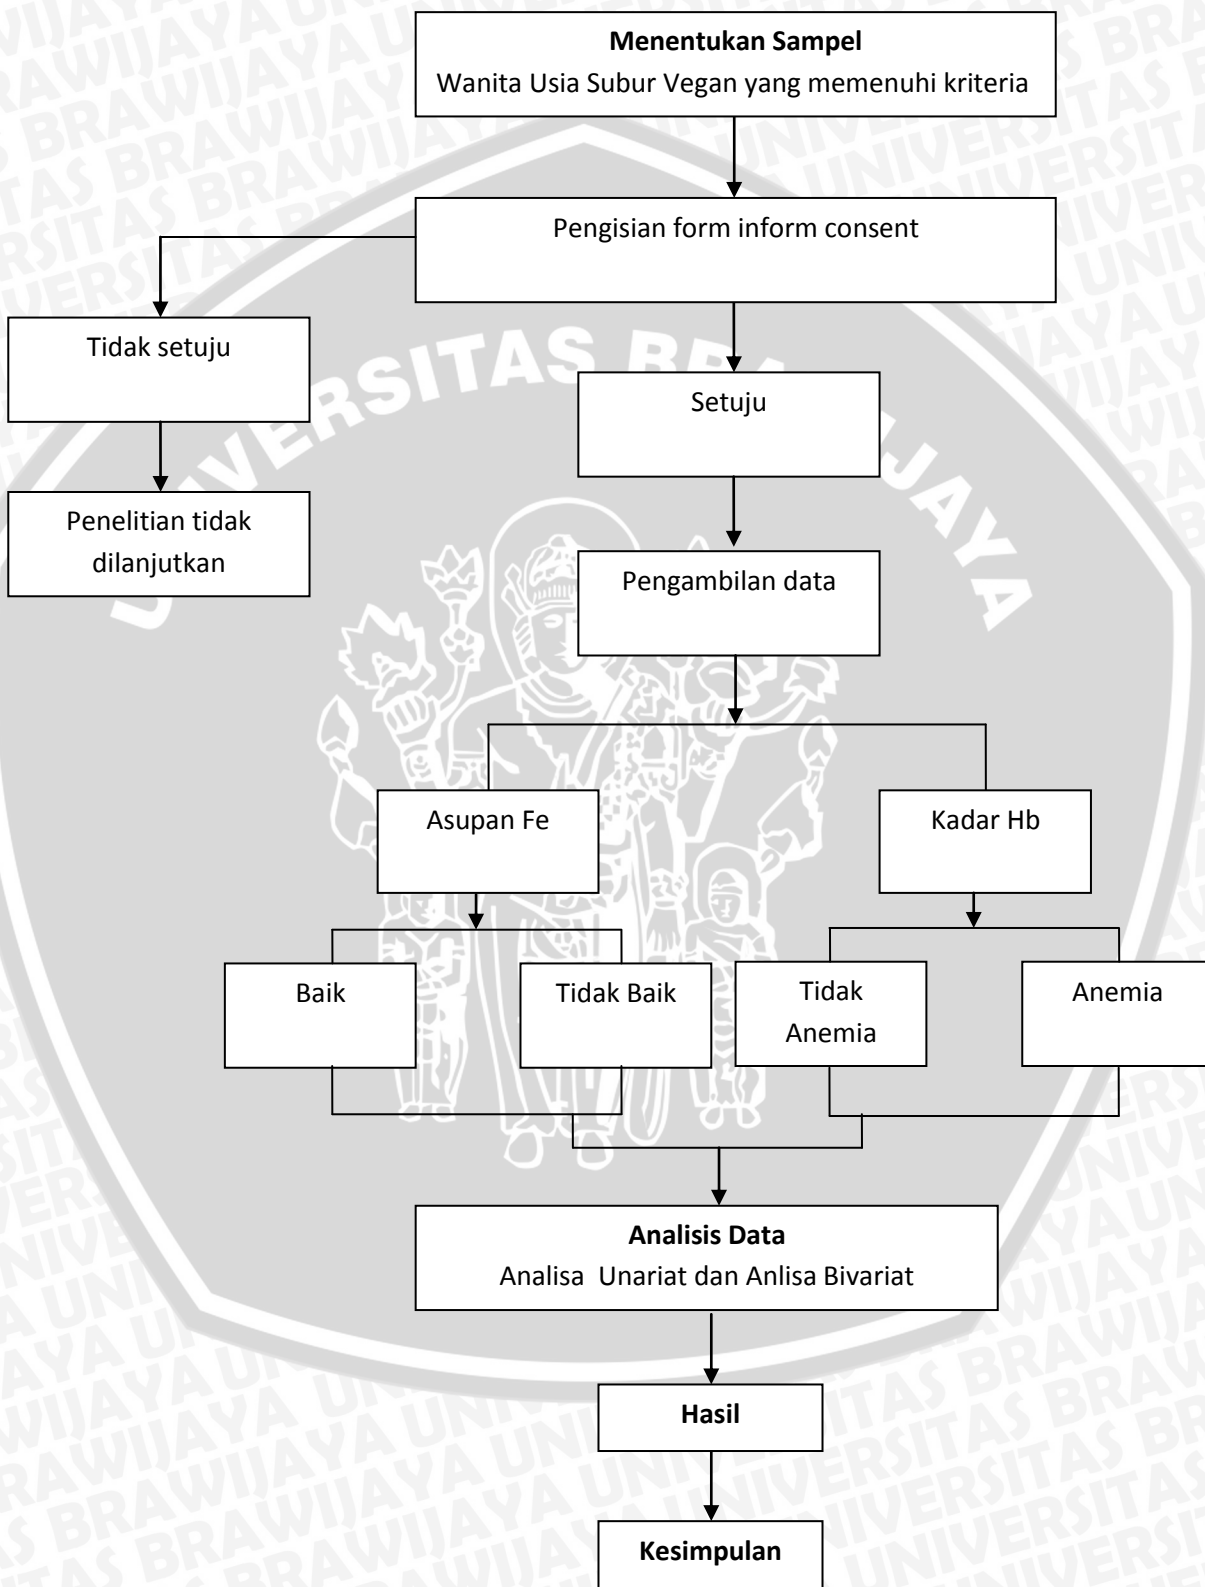 Menentukan Sampel
Wanita Usia Subur Vegan yang memenuhi kriteria
Pengisian form inform consent
Tidak setuju
Setuju
Penelitian tidak
dilanjutkan
Pengambilan data
Asupan Fe
Kadar Hb
Baik
Tidak Baik
Tidak
Anemia
Anemia
Analisis Data
Analisa  Unariat dan Anlisa Bivariat
Hasil
Kesimpulan